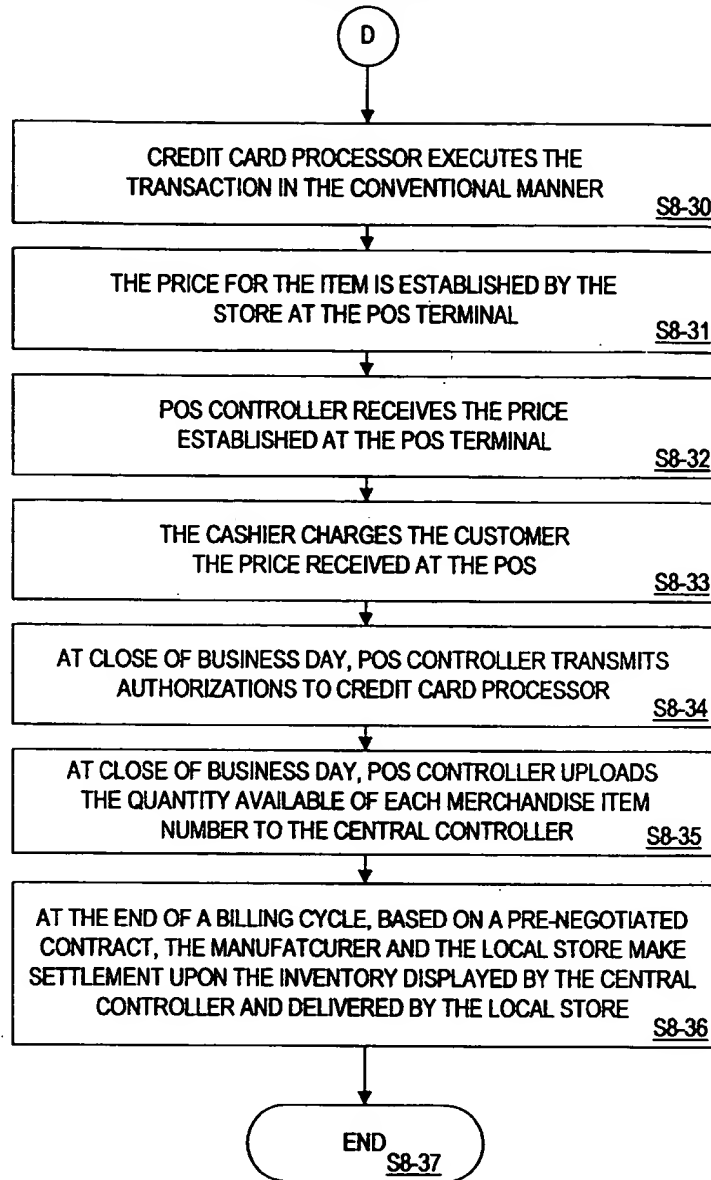 D
CREDIT CARD PROCESSOR EXECUTES THE
TRANSACTION IN THE CONVENTIONAL MANNER
S8-30
THE PRICE FOR THE ITEM IS ESTABLISHED BY THE
STORE AT THE POS TERMINAL
S8-31
POS CONTROLLER RECEIVES THE PRICE
ESTABLISHED AT THE POS TERMINAL
S8-32
THE CASHIER CHARGES THE CUSTOMER
THE PRICE RECEIVED AT THE POS
S8-33
AT CLOSE OF BUSINESS DAY, POS CONTROLLER TRANSMITS
AUTHORIZATIONS TO CREDIT CARD PROCESSOR
S8-34
AT CLOSE OF BUSINESS DAY, POS CONTROLLER UPLOADS
THE QUANTITY AVAILABLE OF EACH MERCHANDISE ITEM
NUMBER TO THE CENTRAL CONTROLLER
S8-35
AT THE END OF A BILLING CYCLE, BASED ON A PRE-NEGOTIATED
CONTRACT, THE MANUFATCURER AND THE LOCAL STORE MAKE
SETTLEMENT UPON THE INVENTORY DISPLAYED BY THE CENTRAL
CONTROLLER AND DELIVERED BY THE LOCAL STORE
S8-36
END
S8-37